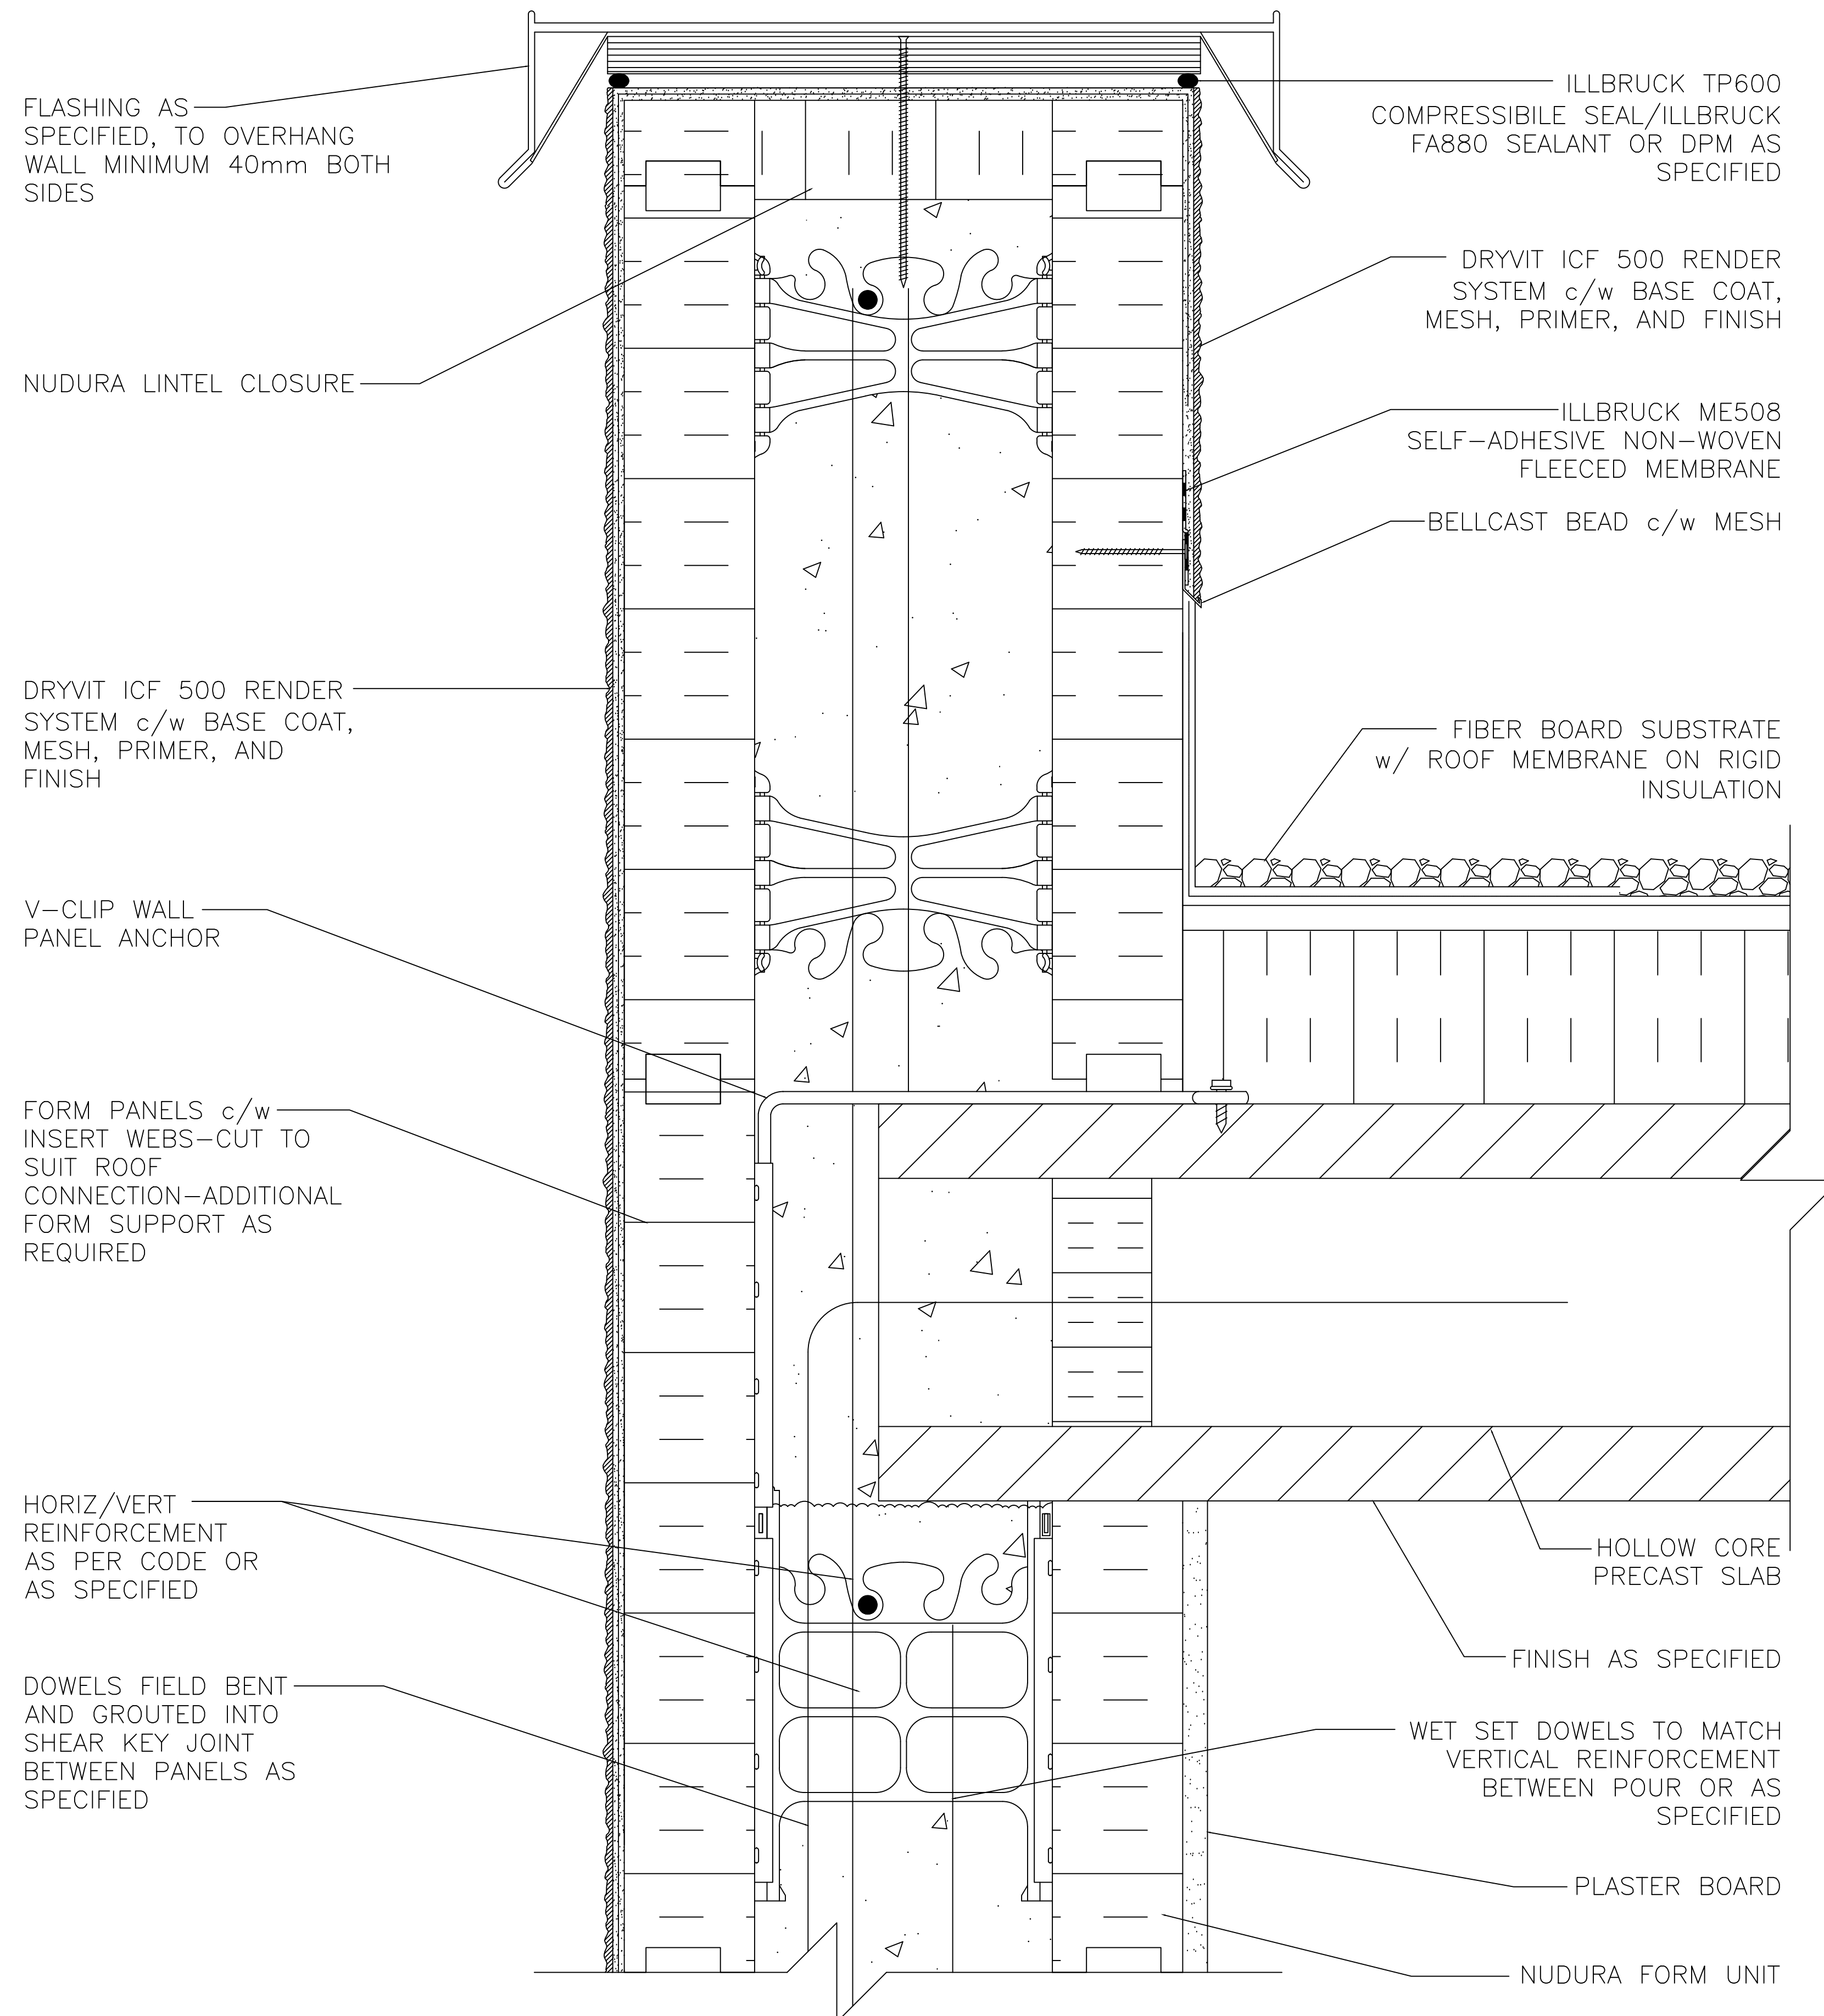 FLASHING AS
SPECIFIED, TO OVERHANG
WALL MINIMUM 40mm BOTH
SIDES
NUDURA LINTEL CLOSURE
DRYVIT ICF 500 RENDER
SYSTEM c/w BASE COAT,
MESH, PRIMER, AND
FINISH
V-CLIP WALL
PANEL ANCHOR
FORM PANELS c/w
INSERT WEBS-CUT TO
SUIT ROOF
CONNECTION-ADDITIONAL
FORM SUPPORT AS
REQUIRED
HORIZ/VERT
REINFORCEMENT
AS PER CODE OR
AS SPECIFIED
DOWELS FIELD BENT
AND GROUTED INTO
SHEAR KEY JOINT
BETWEEN PANELS AS
SPECIFIED
ILLBRUCK TP600
COMPRESSIBILE SEAL/ILLBRUCK
FA880 SEALANT OR DPM AS
SPECIFIED
DRYVIT ICF 500 RENDER
SYSTEM c/w BASE COAT,
MESH, PRIMER, AND FINISH
ILLBRUCK ME508
SELF-ADHESIVE NON-WOVEN
FLEECED MEMBRANE
BELLCAST BEAD c/w MESH
FIBER BOARD SUBSTRATE
w/ ROOF MEMBRANE ON RIGID
INSULATION
HOLLOW CORE
PRECAST SLAB
FINISH AS SPECIFIED
WET SET DOWELS TO MATCH
VERTICAL REINFORCEMENT
BETWEEN POUR OR AS
SPECIFIED
PLASTER BOARD
NUDURA FORM UNIT